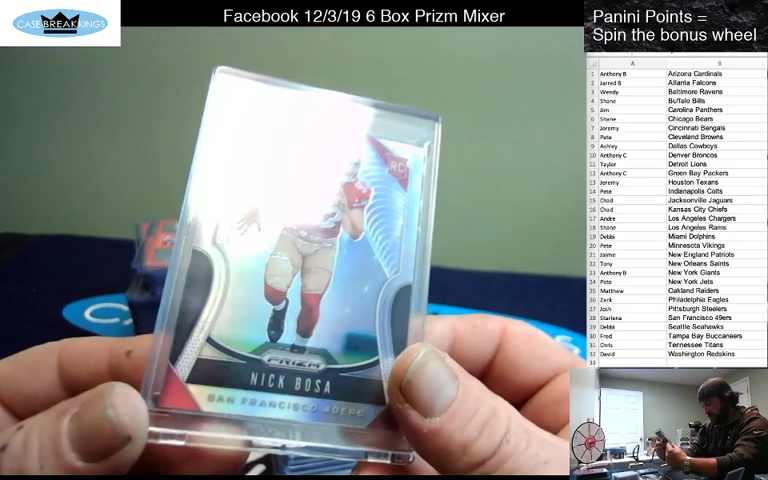 CASE BREAK KINGS
Facebook 12/3/19 6 Box Prizm Mixer
Panini Points =
Spin the bonus wheel
RC
PRIZM
NICK BOSA
SAN FRANCISCO 49ERS
A B
1 Anthony B Arizona Cardinals
2 Jarred B Atlanta Falcons
3 Wendy Baltimore Ravens
4 Shane Buffalo Bills
5 Jim Carolina Panthers
6 Shane Chicago Bears
7 Jeremy Cincinnati Bengals
8 Pete Cleveland Browns
9 Ashley Dallas Cowboys
10 Anthony C Denver Broncos
11 Taylor Detroit Lions
12 Anthony C Green Bay Packers
13 Jeremy Houston Texans
14 Pete Indianapolis Colts
15 Chad Jacksonville Jaguars
16 Chad Kansas City Chiefs
17 Andre Los Angeles Chargers
18 Shane Los Angeles Rams
19 Debbi Miami Dolphins
20 Pete Minnesota Vikings
21 Jaime New England Patriots
22 Tony New Orleans Saints
23 Anthony B New York Giants
24 Pete New York Jets
25 Matthew Oakland Raiders
26 Zack Philadelphia Eagles
27 Josh Pittsburgh Steelers
28 Starlena San Francisco 49ers
29 Debbi Seattle Seahawks
30 Fred Tampa Bay Buccaneers
31 Chris Tennessee Titans
32 David Washington Redskins
33